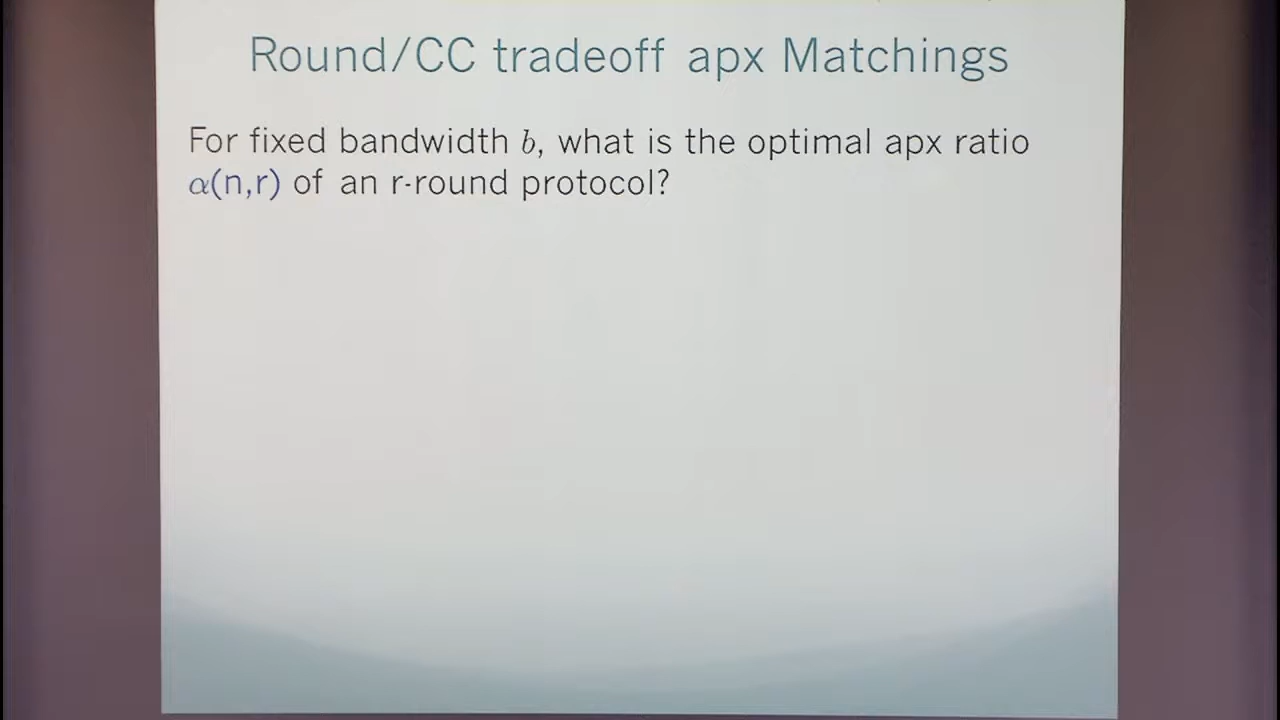 Round/CC tradeoff apx Matchings
For fixed bandwidth b, what is the optimal apx ratio
α(n,r) of an r-round protocol?